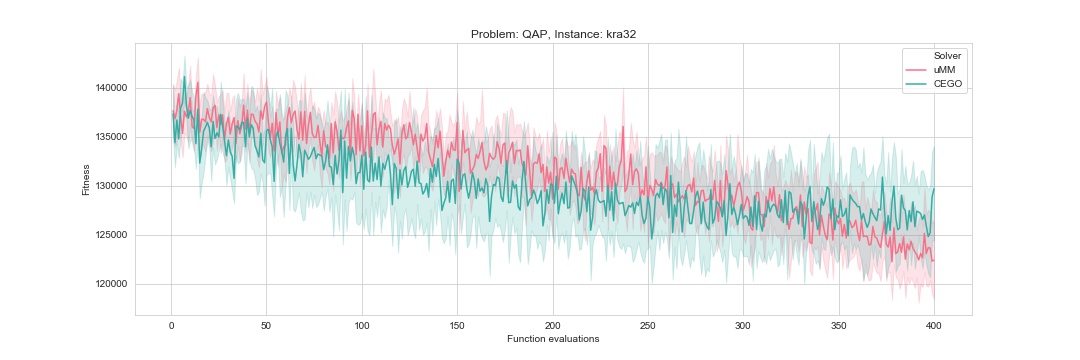 Problem: QAP, Instance: kra32
Solver
uMM
CEGO
Fitness
140000
135000
130000
125000
120000
0 50 100 150 200 250 300 350 400
Function evaluations